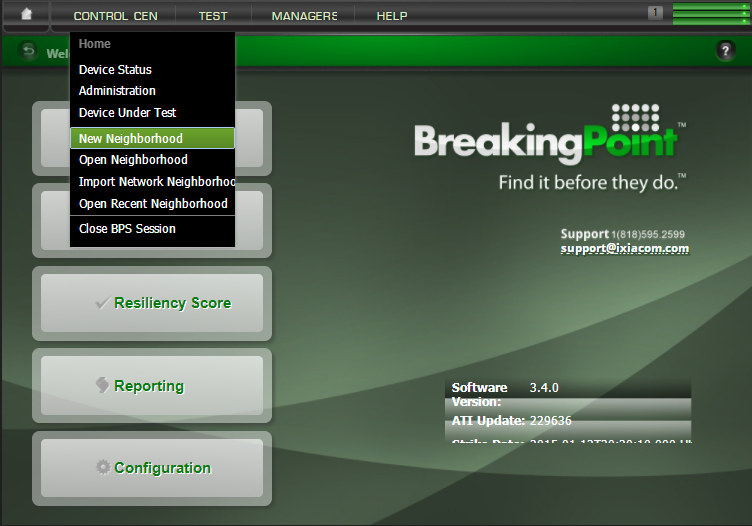 CONTROL CEN TEST MANAGERS HELP 1
Home
Wel
?
Device Status
Administration
Device Under Test
New Neighborhood
Open Neighborhood
Import Network Neighborhoo
Open Recent Neighborhood
Close BPS Session
BreakingPoint™
Find it before they do.™
Support 1(818)595.2599
support@ixiacom.com
Resiliency Score
Reporting
Configuration
Software Version: 3.4.0
ATI Update: 229636